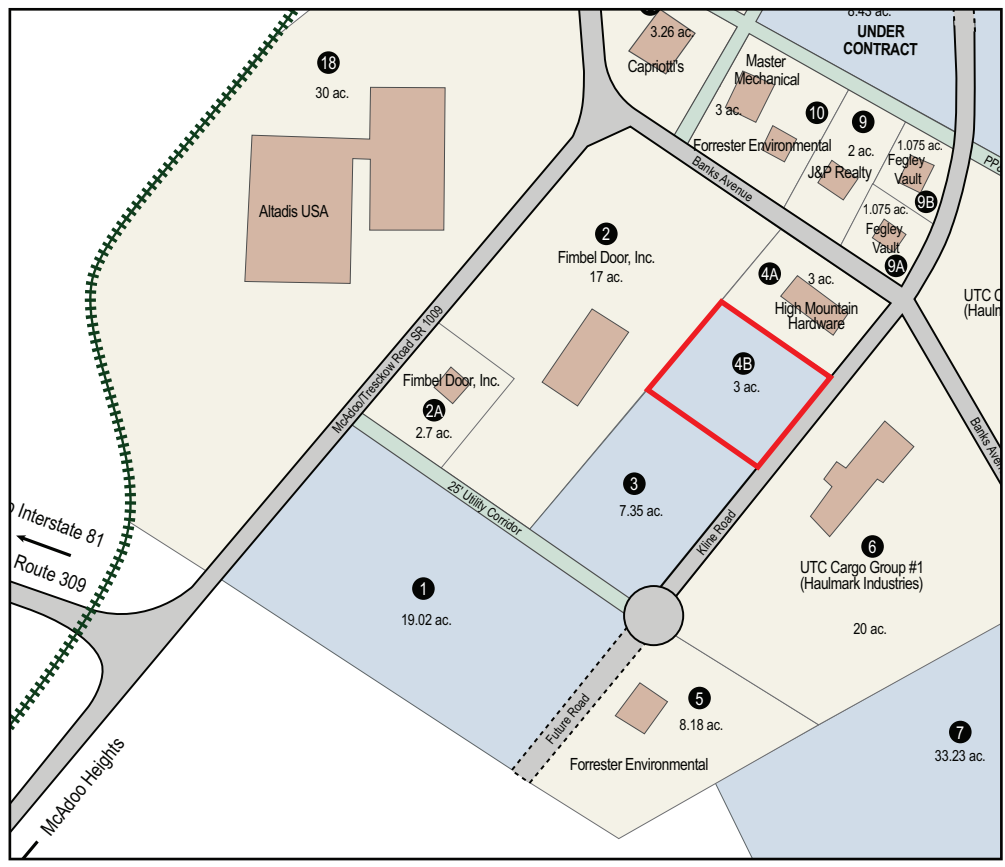 8.43 ac.
UNDER
CONTRACT
3.26 ac.
Capriotti's
18
30 ac.
Altadis USA
Master
Mechanical
3 ac.
10
Forrester Environmental
9
2 ac.
J&P Realty
1.075 ac.
Fegley
Vault
9B
1.075 ac.
Fegley
Vault
9A
Banks Avenue
2
Fimbel Door, Inc.
17 ac.
4A
3 ac.
High Mountain
Hardware
UTC C
(Hauln
4B
3 ac.
McAdoo/Tresckow Road SR 1009
Fimbel Door, Inc.
2A
2.7 ac.
Banks Aven
3
7.35 ac.
25' Utility Corridor
Kline Road
6
UTC Cargo Group #1
(Haulmark Industries)
20 ac.
o Interstate 81
Route 309
1
19.02 ac.
Future Road
5
8.18 ac.
Forrester Environmental
7
33.23 ac.
McAdoo Heights